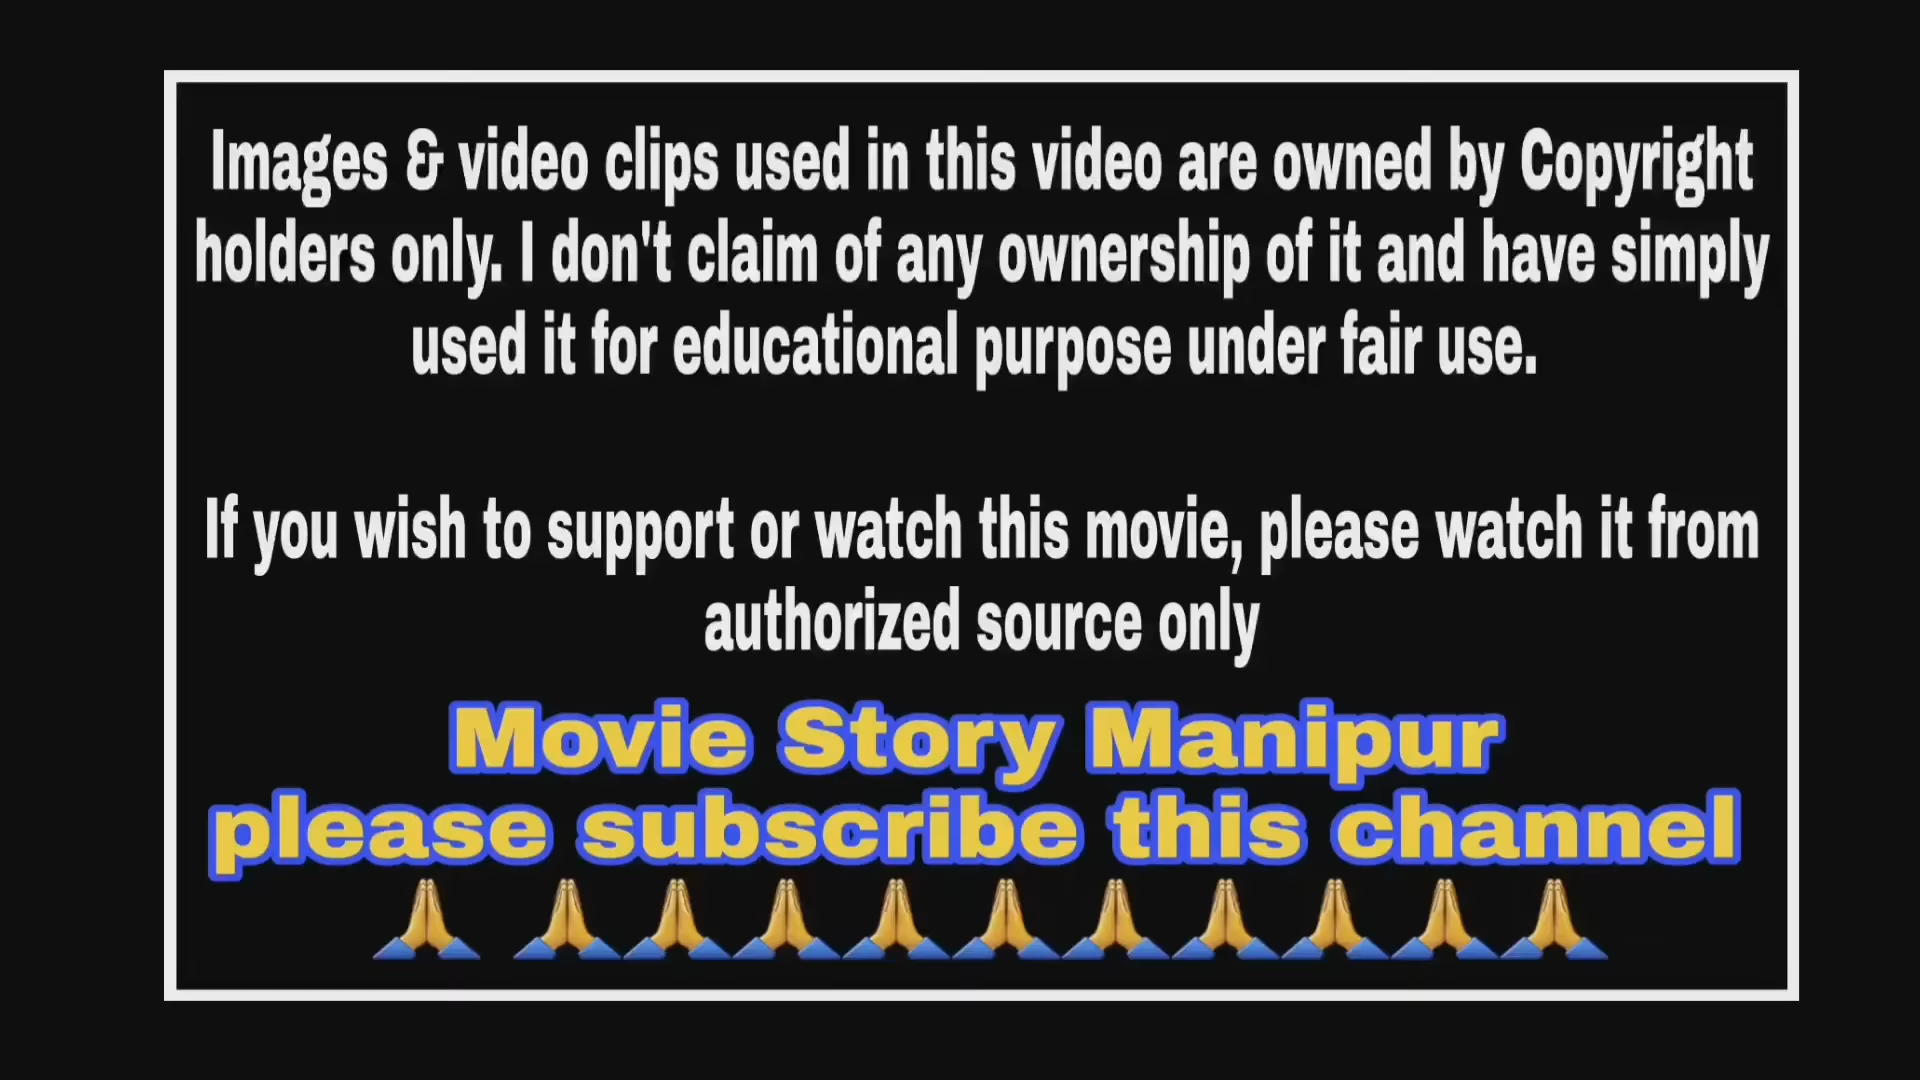 Images & video clips used in this video are owned by Copyright
holders only. I don't claim of any ownership of it and have simply
used it for educational purpose under fair use.
If you wish to support or watch this movie, please watch it from
authorized source only
Movie Story Manipur
please subscribe this channel
🙏 🙏🙏🙏🙏🙏🙏🙏🙏🙏🙏